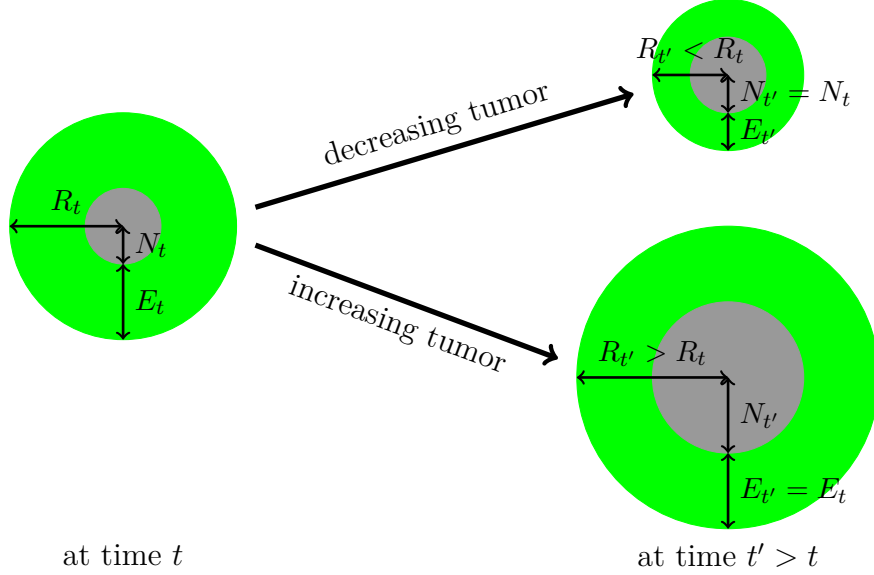 R_{t'} < R_t
N_{t'} = N_t
E_{t'}
decreasing tumor
R_t
N_t
E_t
increasing tumor
R_{t'} > R_t
N_{t'}
E_{t'} = E_t
at time t
at time t' > t